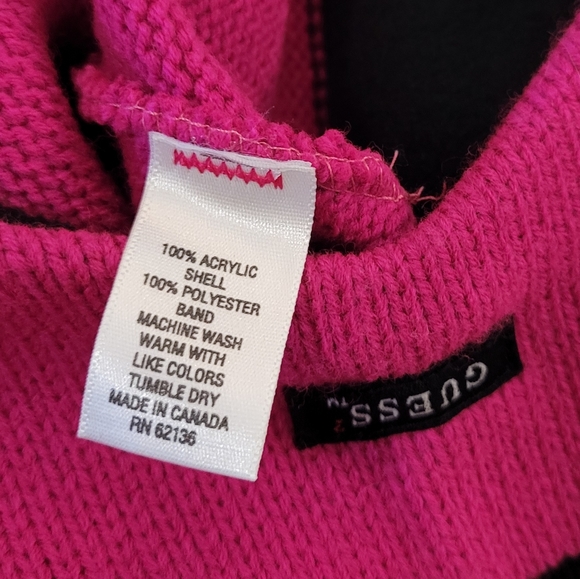 100% ACRYLIC
SHELL
100% POLYESTER
BAND
MACHINE WASH
WARM WITH
LIKE COLORS
TUMBLE DRY
MADE IN CANADA
RN 62136
GUESS ?
TM